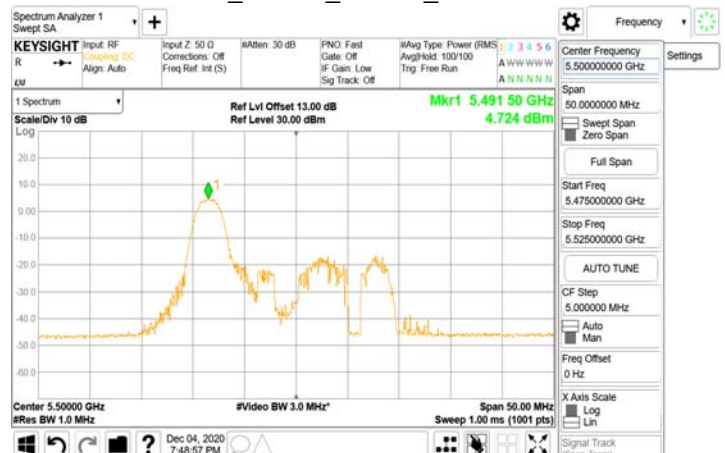 Spectrum Analyzer 1
Swept SA
+
Frequency
KEYSIGHT
R
Input: RF
Coupling: DC
Align: Auto
Input Z: 50 Ω
Corrections: Off
Freq Ref: Int (S)
#Atten: 30 dB
PNO: Fast
Gate: Off
IF Gain: Low
Sig Track: Off
#Avg Type: Power (RMS
Avg|Hold: 100/100
Trig: Free Run
1 2 3 4 5 6
A W W W W W
A N N N N N
1 Spectrum
Scale/Div 10 dB
Log
Ref Lvl Offset 13.00 dB
Ref Level 30.00 dBm
Mkr1 5.491 50 GHz
4.724 dBm
1
20.0
10.0
0.00
-10.0
-20.0
-30.0
-40.0
-60.0
Center 5.50000 GHz
#Res BW 1.0 MHz
#Video BW 3.0 MHz*
Span 50.00 MHz
Sweep 1.00 ms (1001 pts)
?
Dec 04, 2020
7:48:57 PM
Center Frequency
5.500000000 GHz
Settings
Span
50.0000000 MHz
Swept Span
Zero Span
Full Span
Start Freq
5.475000000 GHz
Stop Freq
5.525000000 GHz
AUTO TUNE
CF Step
5.000000 MHz
Auto
Man
Freq Offset
0 Hz
X Axis Scale
Log
Lin
Signal Track